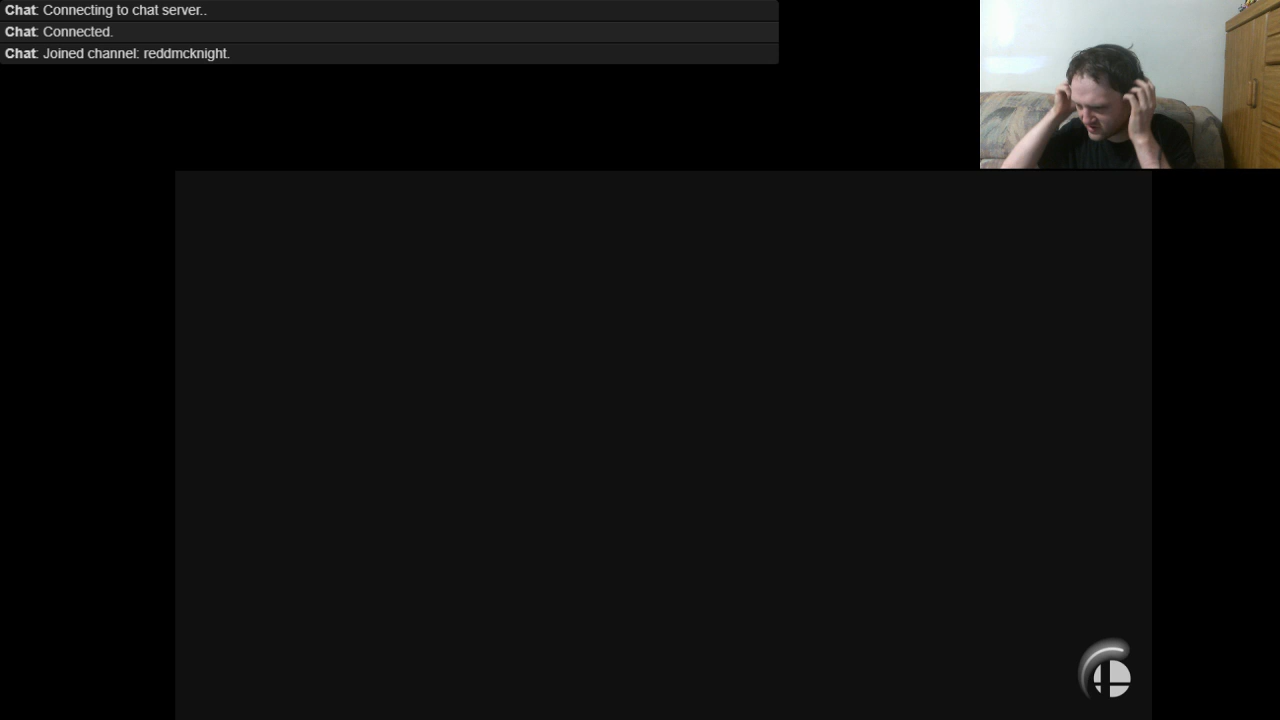 Chat: Connecting to chat server..
Chat: Connected.
Chat: Joined channel: reddmcknight.